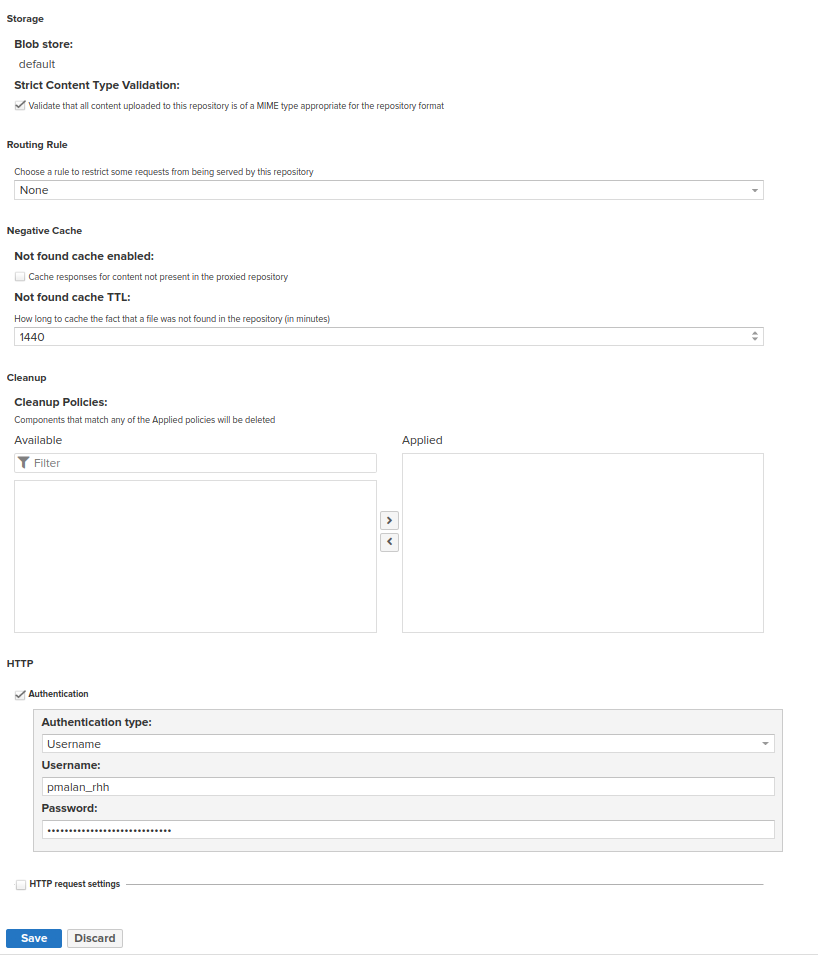 Storage
Blob store:
default
Strict Content Type Validation:
Validate that all content uploaded to this repository is of a MIME type appropriate for the repository format
Routing Rule
Choose a rule to restrict some requests from being served by this repository
None
Negative Cache
Not found cache enabled:
Cache responses for content not present in the proxied repository
Not found cache TTL:
How long to cache the fact that a file was not found in the repository (in minutes)
1440
Cleanup
Cleanup Policies:
Components that match any of the Applied policies will be deleted
Available Applied
Filter
HTTP
Authentication
Authentication type:
Username
Username:
pmalan_rhh
Password:
•••••••••••••••••••••••••••••
HTTP request settings
Save Discard